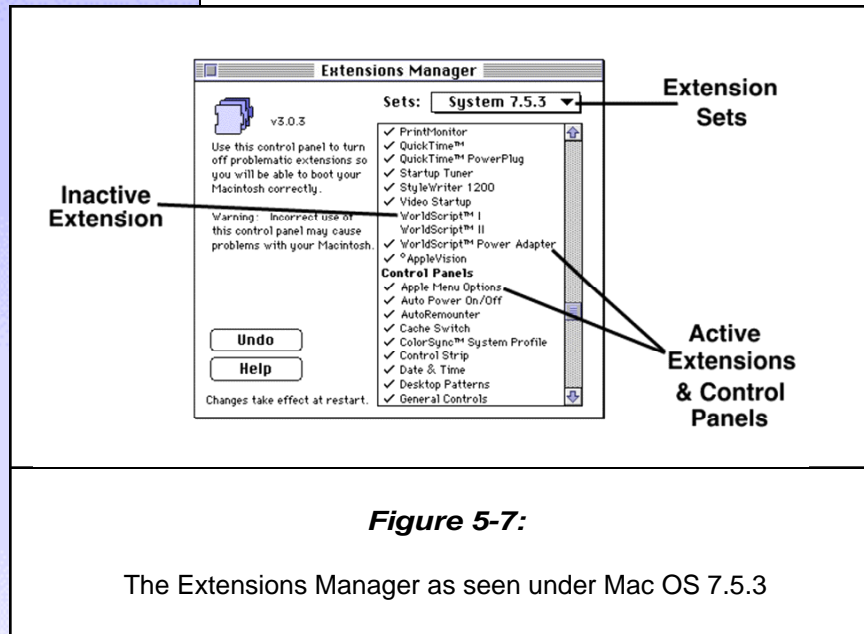 Extensions Manager
v3.0.3
Use this control panel to turn
off problematic extensions so
you will be able to boot your
Macintosh correctly.
Warning: Incorrect use of
this control panel may cause
problems with your Macintosh.
Undo
Help
Changes take effect at restart.
Sets: System 7.5.3
✓ PrintMonitor
✓ QuickTime™
✓ QuickTime™ PowerPlug
✓ Startup Tuner
✓ StyleWriter 1200
✓ Video Startup
WorldScript™ I
WorldScript™ II
✓ WorldScript™ Power Adapter
✓ °AppleVision
Control Panels
✓ Apple Menu Options
✓ Auto Power On/Off
✓ AutoRemounter
✓ Cache Switch
✓ ColorSync™ System Profile
✓ Control Strip
✓ Date & Time
✓ Desktop Patterns
✓ General Controls
Inactive
Extension
Extension
Sets
Active
Extensions
& Control
Panels
Figure 5-7:
The Extensions Manager as seen under Mac OS 7.5.3